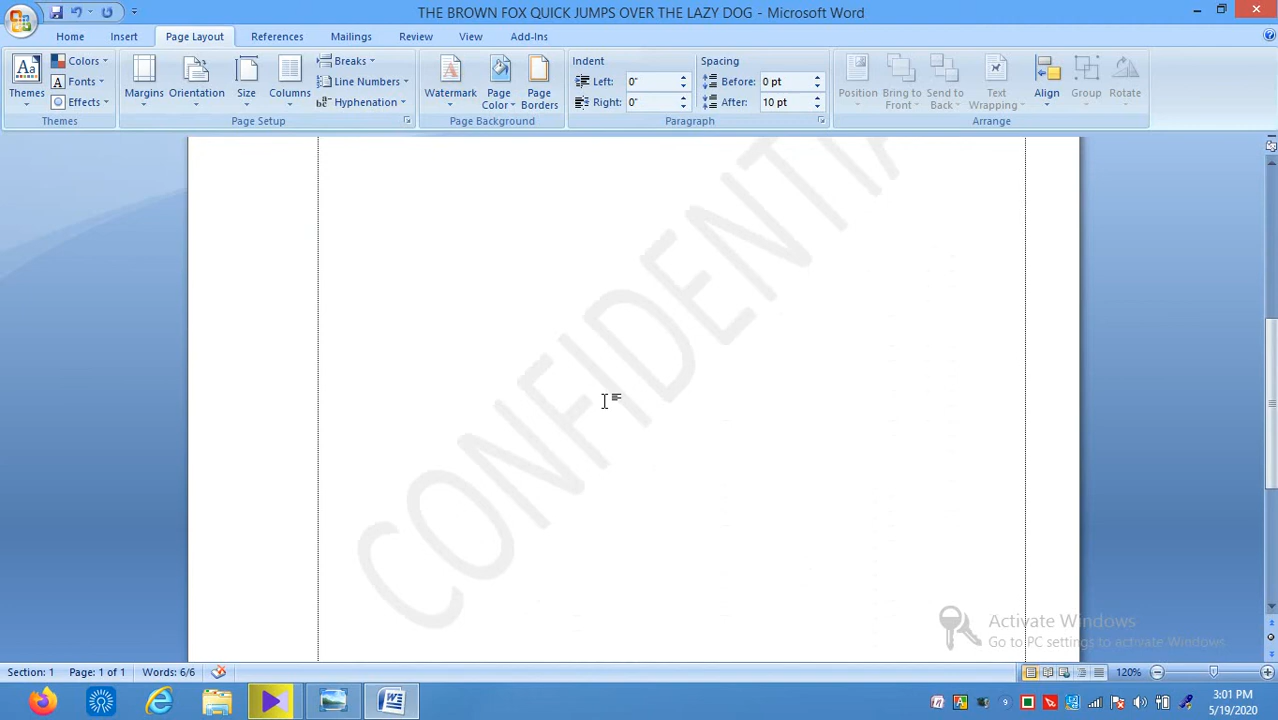 THE BROWN FOX QUICK JUMPS OVER THE LAZY DOG - Microsoft Word
Home Insert Page Layout References Mailings Review View Add-Ins
Themes
Colors
Fonts
Effects
Themes
Margins
Orientation
Size
Columns
Breaks
Line Numbers
Hyphenation
Page Setup
Watermark
Page Color
Page Borders
Page Background
Indent
Left: 0"
Right: 0"
Spacing
Before: 0 pt
After: 10 pt
Paragraph
Position
Bring to Front
Send to Back
Text Wrapping
Align
Group
Rotate
Arrange
CONFIDENTIA
Activate Windows
Go to PC settings to activate Windows.
Section: 1 Page: 1 of 1 Words: 6/6
120%
3:01 PM
5/19/2020